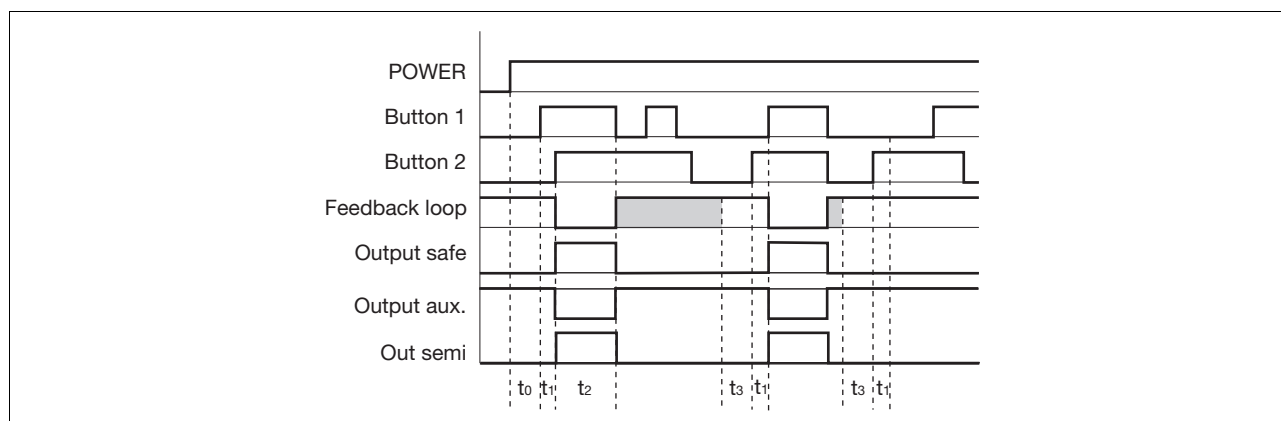 POWER
Button 1
Button 2
Feedback loop
Output safe
Output aux.
Out semi
t0 t1 t2 t3 t1 t3 t1